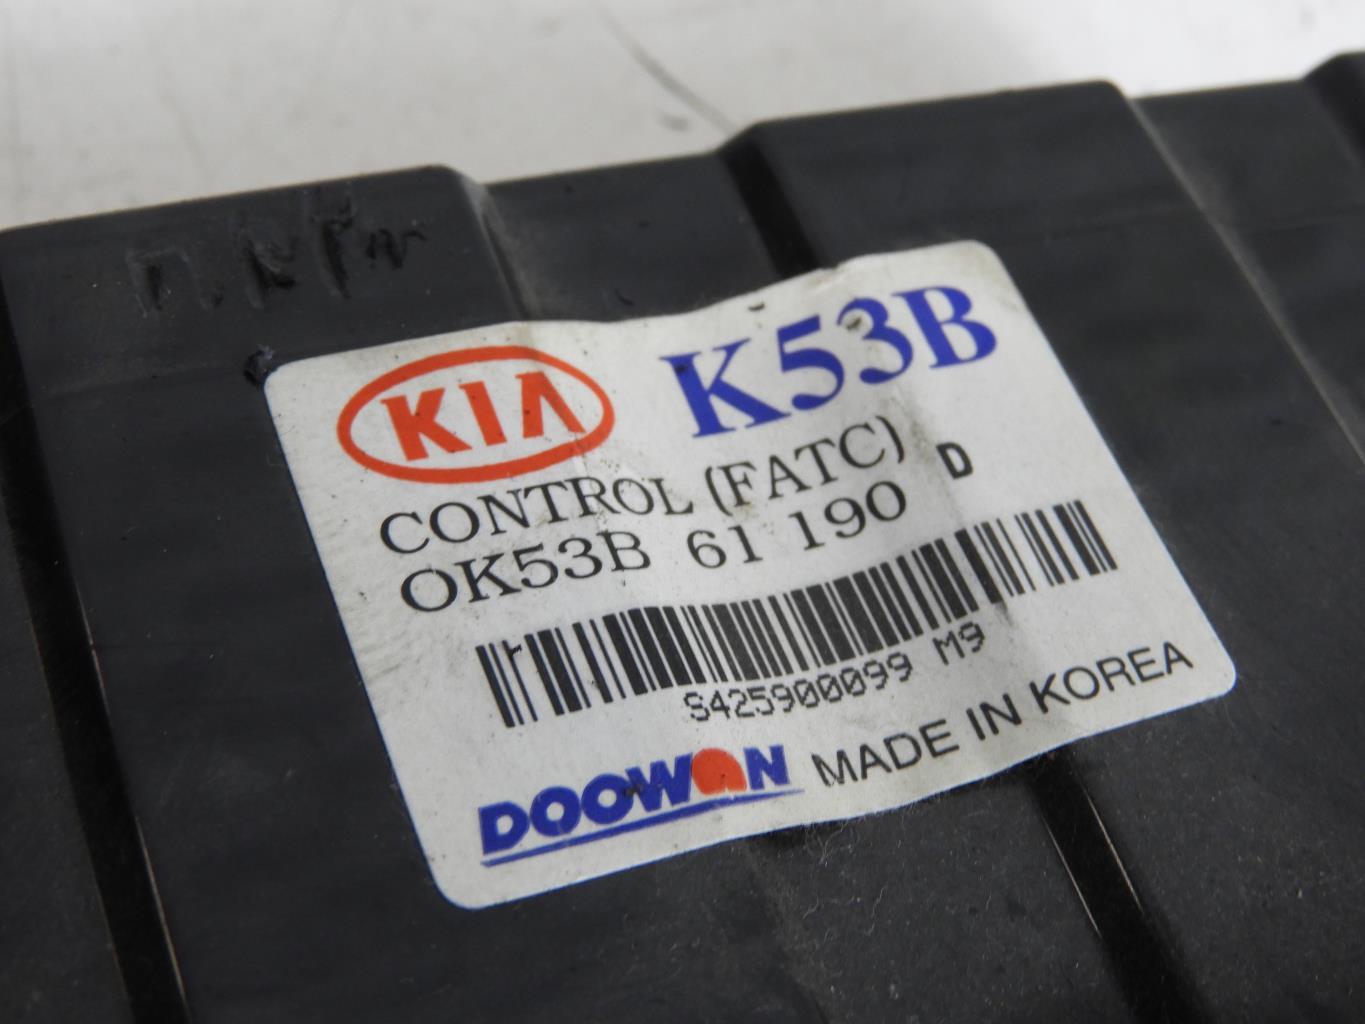 KIA K53B
CONTROL (FATC)
OK53B 61 190 D
S425900099 M9
DOOWON MADE IN KOREA